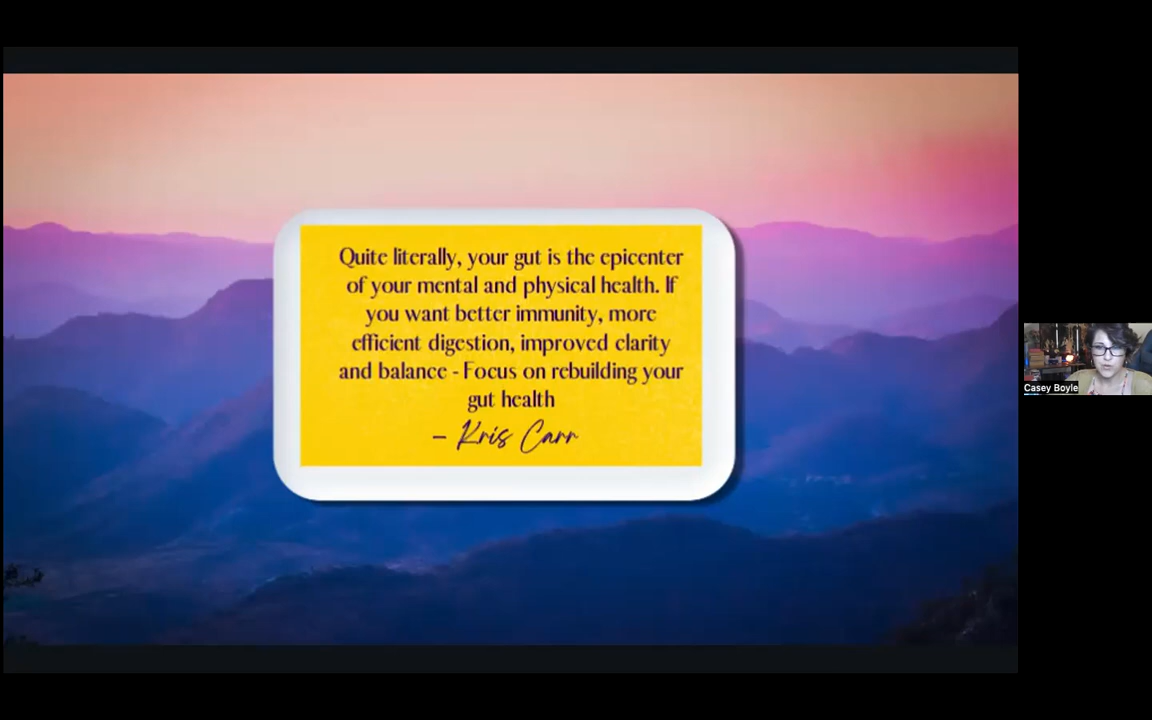 Quite literally, your gut is the epicenter
of your mental and physical health. If
you want better immunity, more
efficient digestion, improved clarity
and balance - Focus on rebuilding your
gut health
– Kris Carr
Casey Boyle